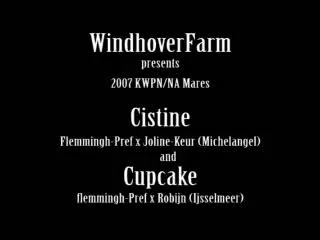 WindhoverFarm
presents
2007 KWPN/NA Mares
Cistine
Flemmingh-Pref x Joline-Keur (Michelangel)
and
Cupcake
flemmingh-Pref x Robijn (Ijsselmeer)